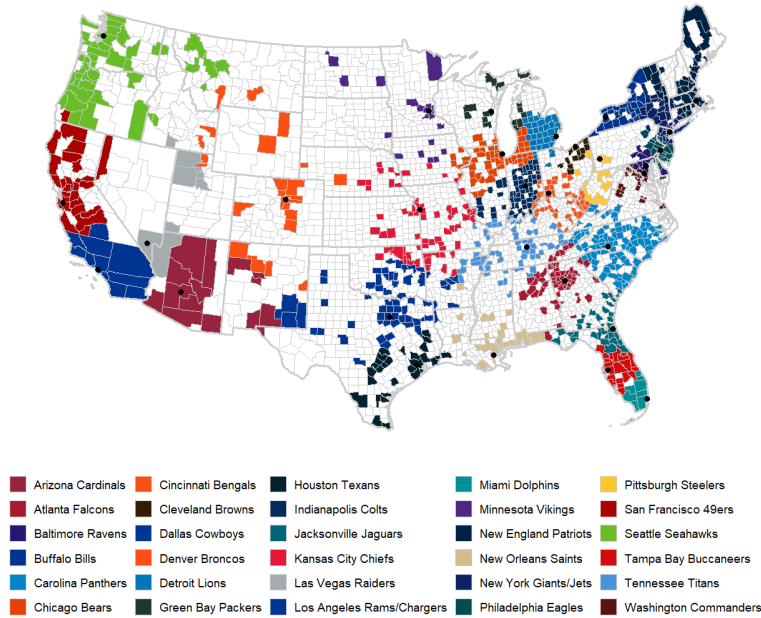 Arizona Cardinals Cincinnati Bengals Houston Texans Miami Dolphins Pittsburgh Steelers
Atlanta Falcons Cleveland Browns Indianapolis Colts Minnesota Vikings San Francisco 49ers
Baltimore Ravens Dallas Cowboys Jacksonville Jaguars New England Patriots Seattle Seahawks
Buffalo Bills Denver Broncos Kansas City Chiefs New Orleans Saints Tampa Bay Buccaneers
Carolina Panthers Detroit Lions Las Vegas Raiders New York Giants/Jets Tennessee Titans
Chicago Bears Green Bay Packers Los Angeles Rams/Chargers Philadelphia Eagles Washington Commanders